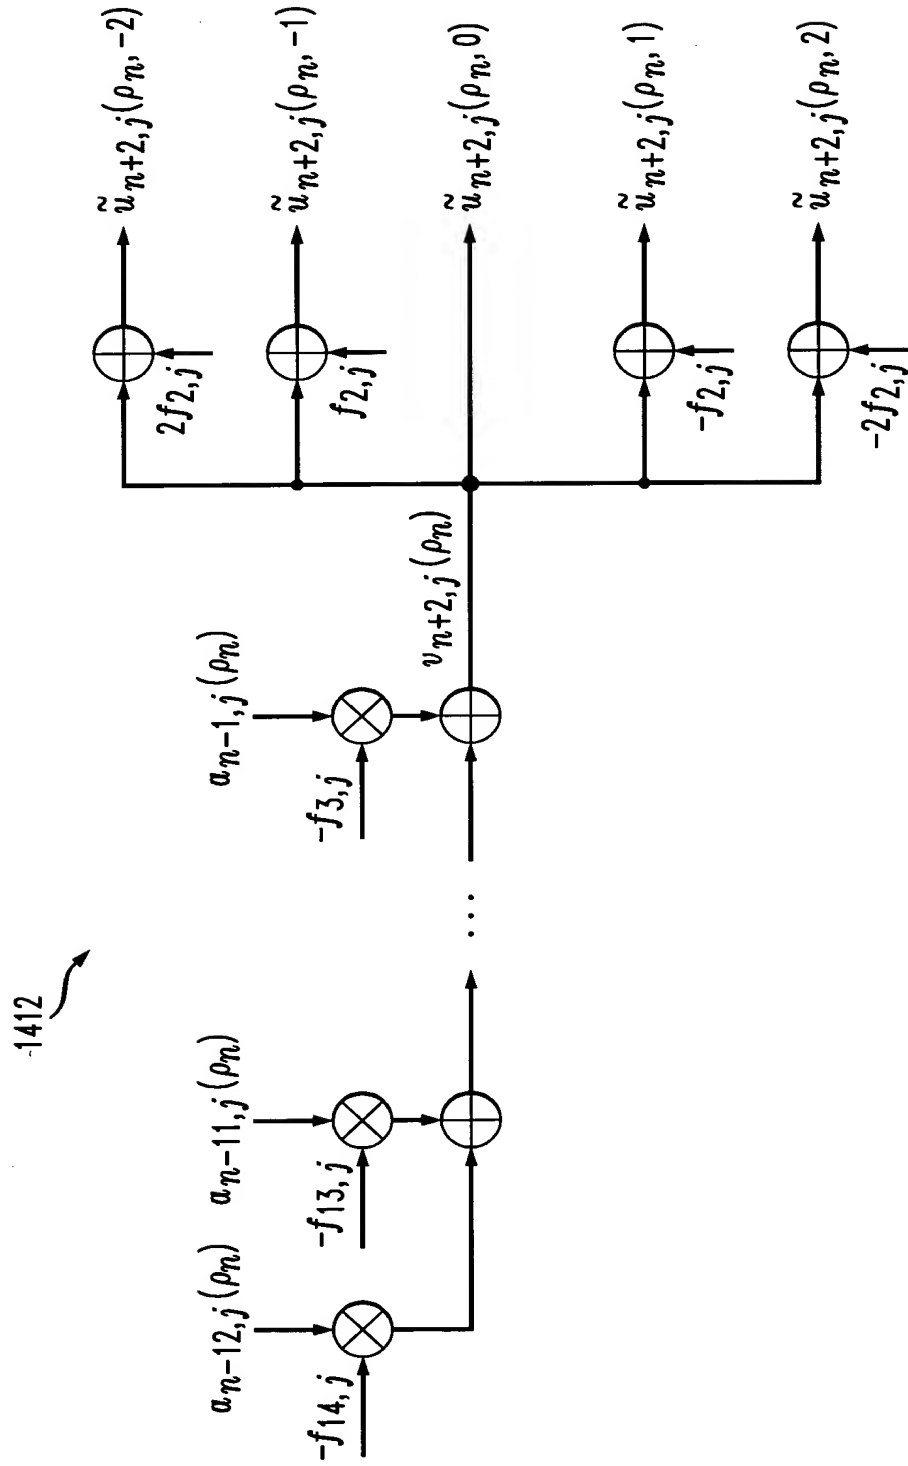 1412
a_{n-12,j}(ρ_n)
-f_{14,j}
a_{n-11,j}(ρ_n)
-f_{13,j}
. . .
a_{n-1,j}(ρ_n)
-f_{3,j}
v_{n+2,j}(ρ_n)
2f_{2,j}
ũ_{n+2,j}(ρ_n, -2)
f_{2,j}
ũ_{n+2,j}(ρ_n, -1)
ũ_{n+2,j}(ρ_n, 0)
-f_{2,j}
ũ_{n+2,j}(ρ_n, 1)
-2f_{2,j}
ũ_{n+2,j}(ρ_n, 2)